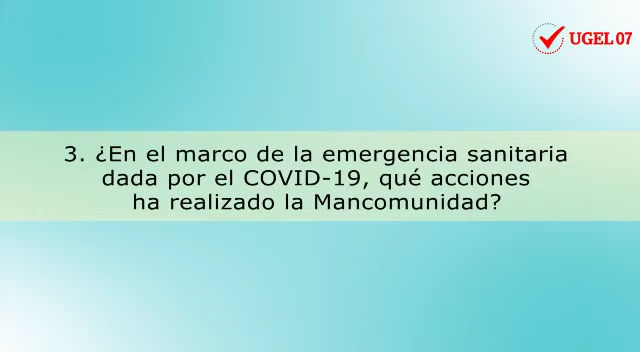 UGEL 07
3. ¿En el marco de la emergencia sanitaria
dada por el COVID-19, qué acciones
ha realizado la Mancomunidad?